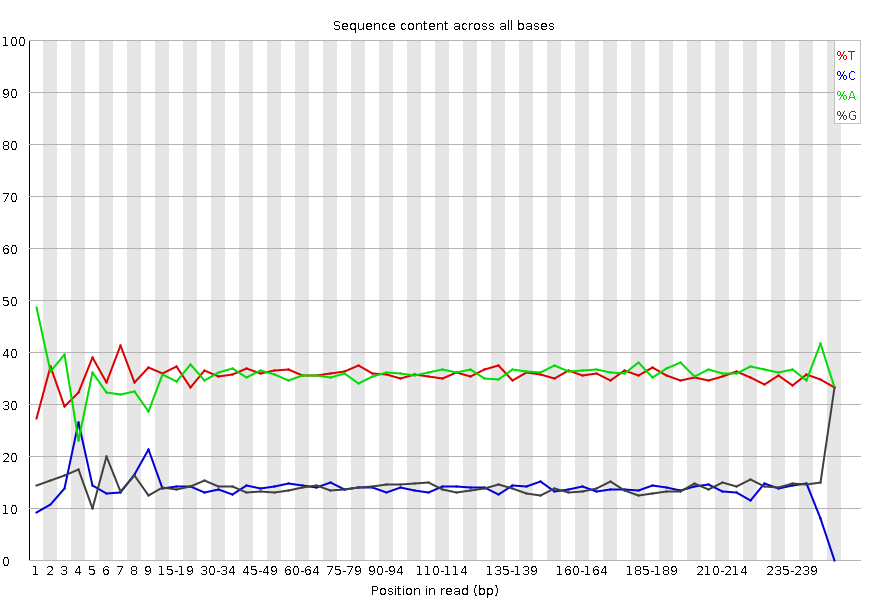 Sequence content across all bases
100
90
80
70
60
50
40
30
20
10
0
%T
%C
%A
%G
1 2 3 4 5 6 7 8 9 15-19 30-34 45-49 60-64 75-79 90-94 110-114 135-139 160-164 185-189 210-214 235-239
Position in read (bp)